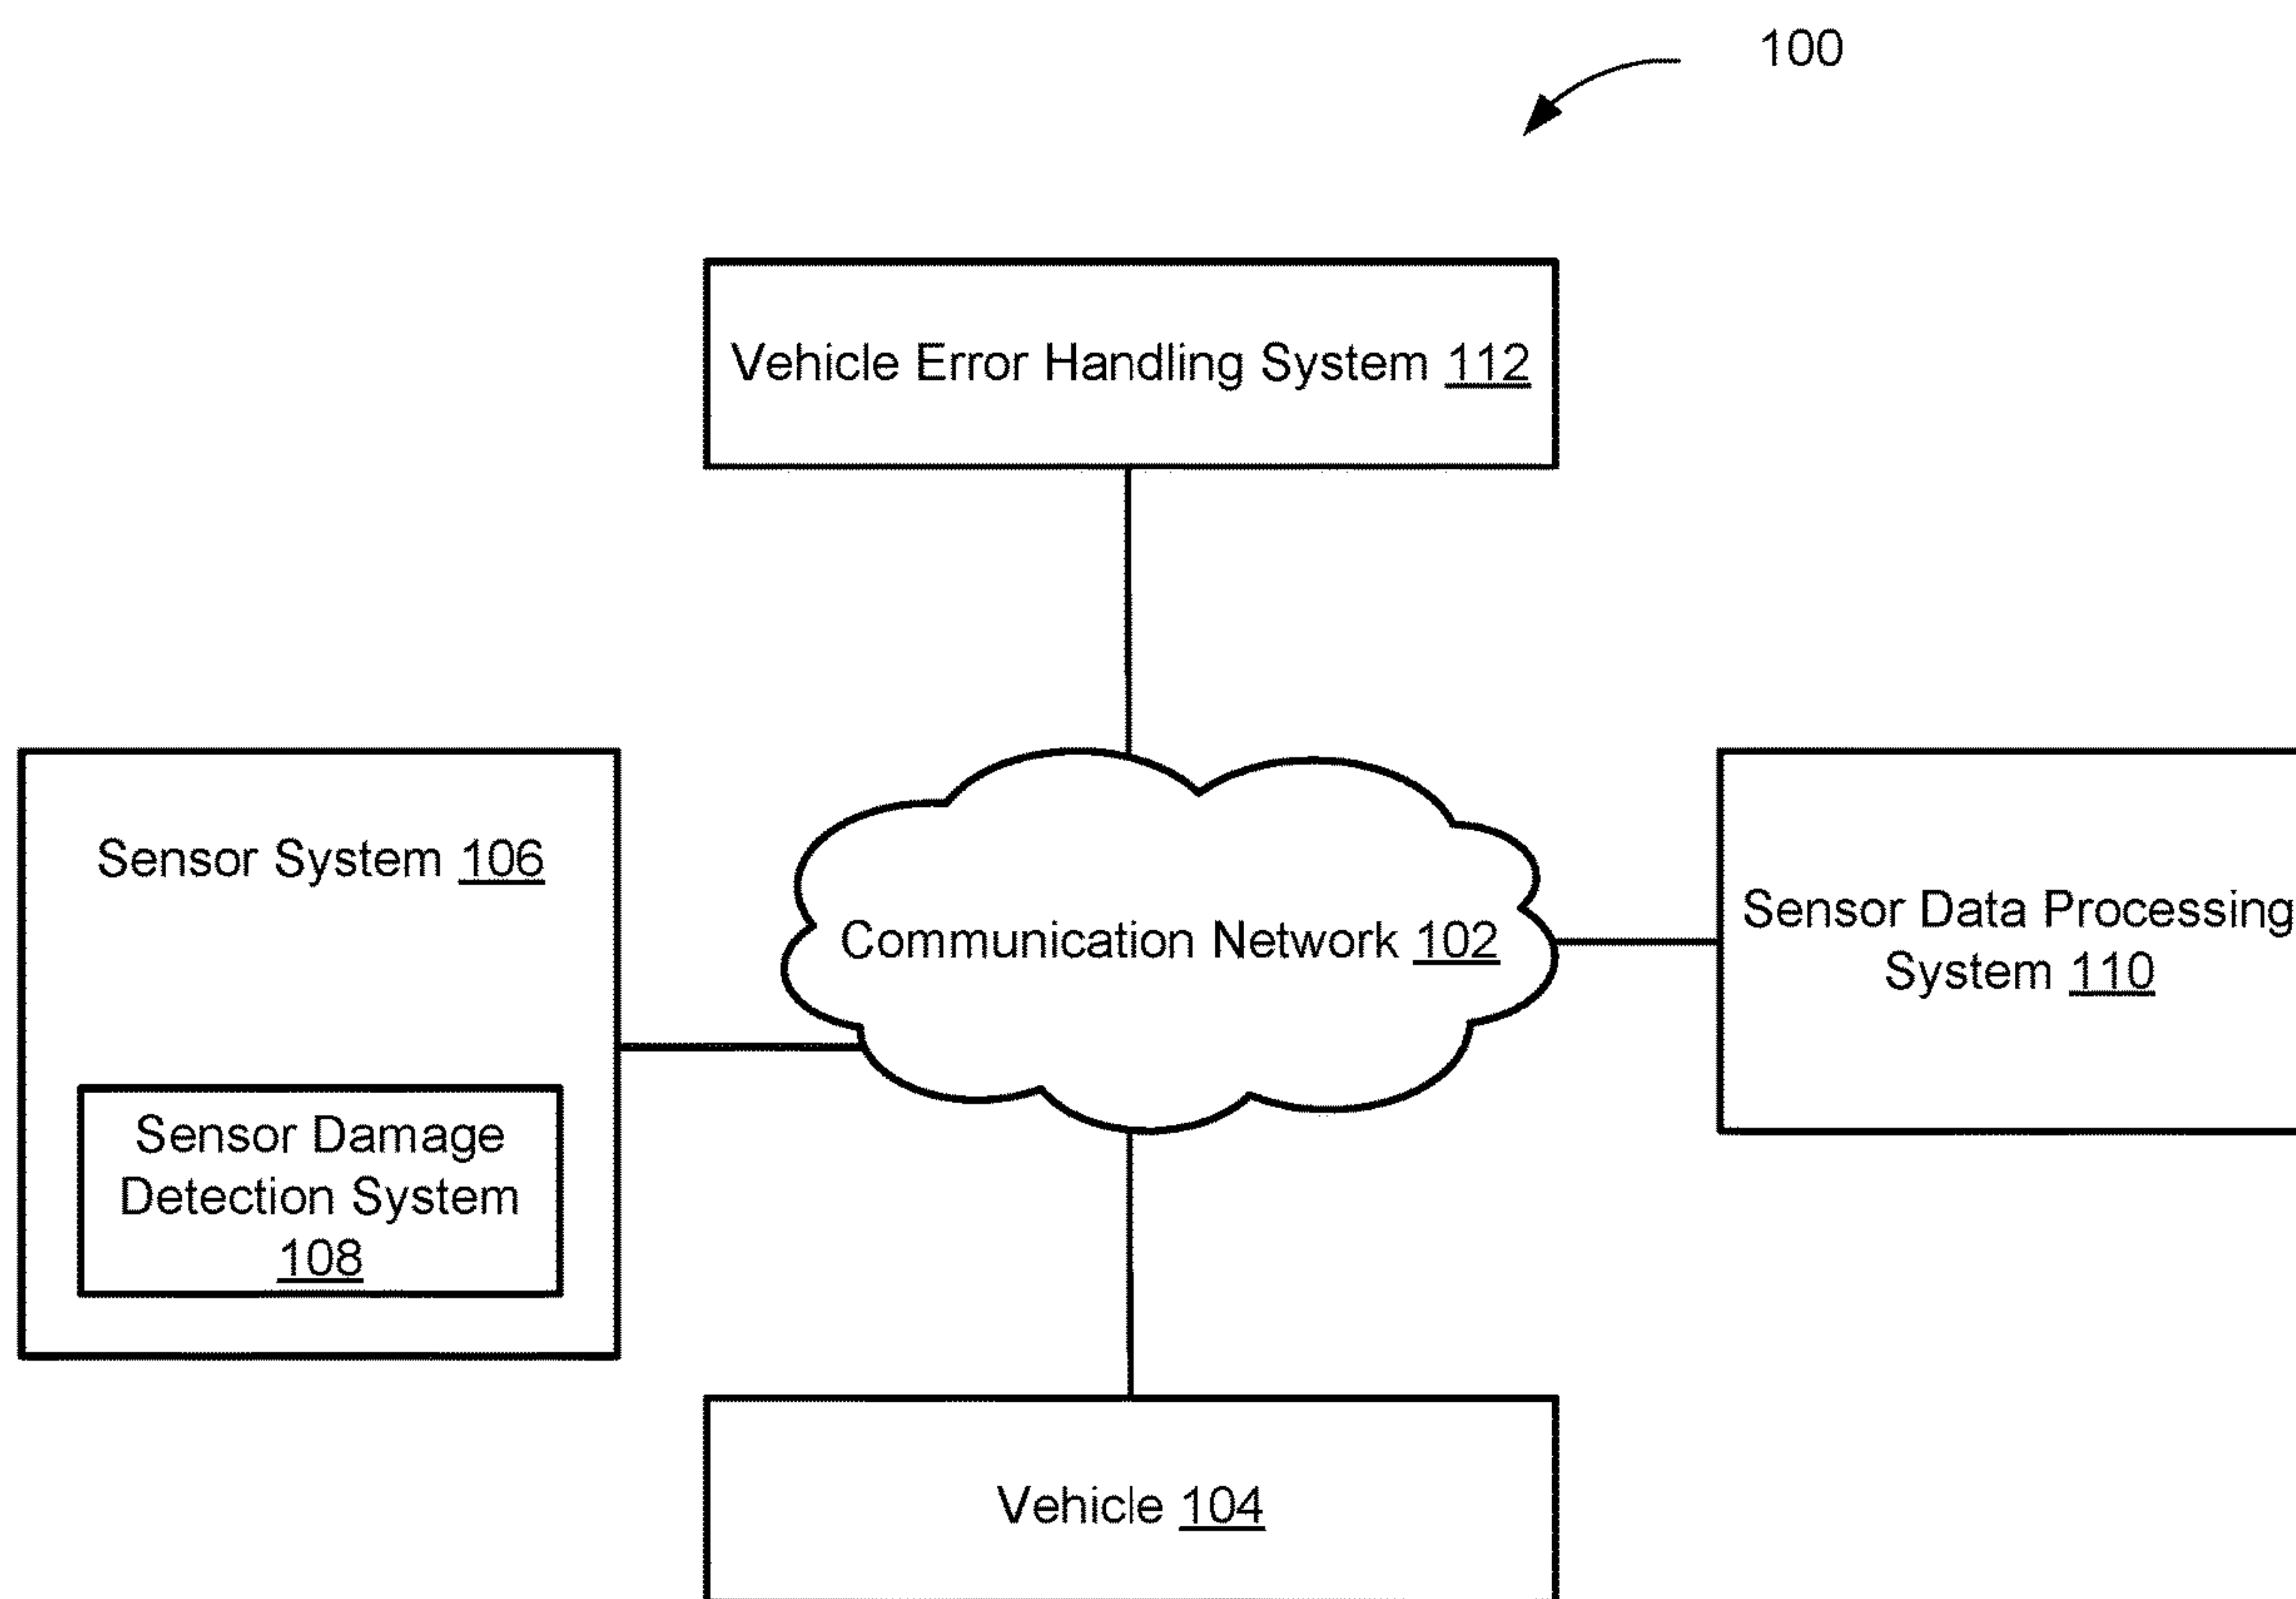 100
Vehicle Error Handling System 112
Sensor System 106
Sensor Damage
Detection System
108
Communication Network 102
Sensor Data Processing
System 110
Vehicle 104